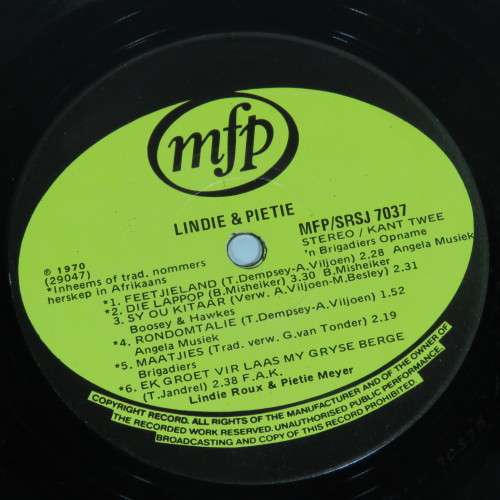 mfp
LINDIE & PIETIE
MFP/SRSJ 7037
STEREO / KANT TWEE
'n Brigadiers Opname
℗ 1970
(29047)
*Inheems of trad. nommers
herskep in Afrikaans
*1. FEETJIELAND (T.Dempsey-A.Viljoen) 2.28 Angela Musiek
*2. DIE LAPPOP (B.Misheiker) 3.30 B.Misheiker
3. SY OU KITAAR (Verw. A.Viljoen-M.Besley) 2.31
Boosey & Hawkes
*4. RONDOMTALIE (T.Dempsey-A.Viljoen) 1.52
Angela Musiek
*5. MAATJIES (Trad. verw. G.van Tonder) 2.19
Brigadiers
*6. EK GROET VIR LAAS MY GRYSE BERGE
(T.Jandrel) 2.38 F.A.K.
Lindie Roux & Pietie Meyer
COPYRIGHT RECORD. ALL RIGHTS OF THE MANUFACTURER AND OF THE OWNER OF
THE RECORDED WORK RESERVED. UNAUTHORISED PUBLIC PERFORMANCE,
BROADCASTING AND COPY OF THIS RECORD PROHIBITED.